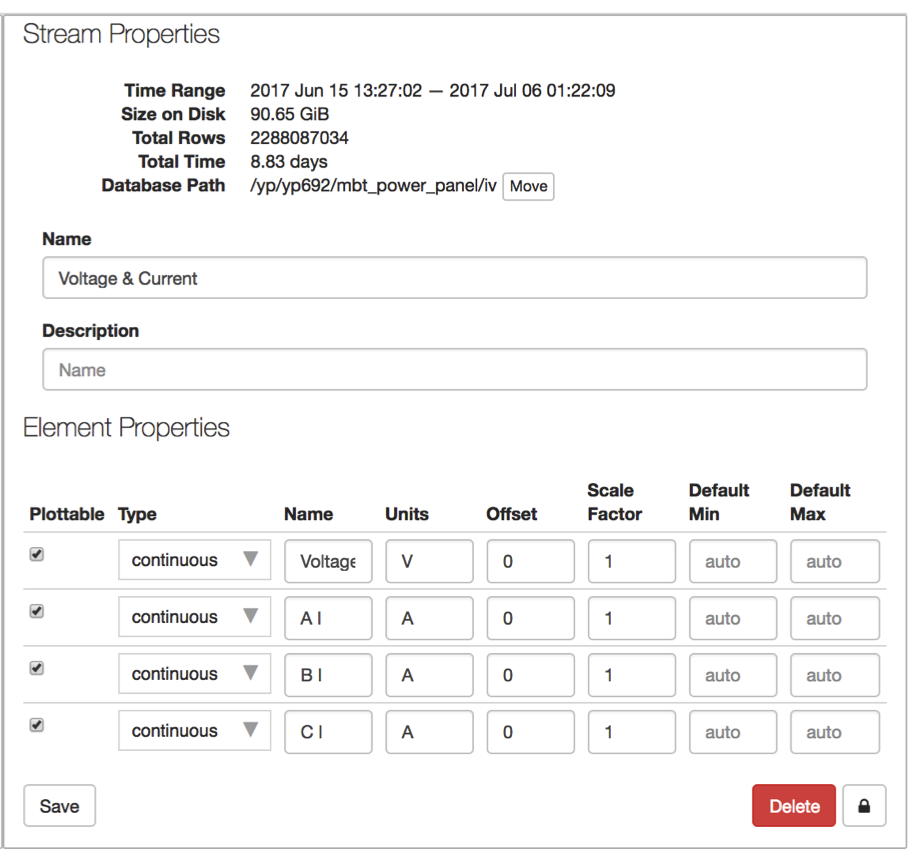 Stream Properties
Time Range 2017 Jun 15 13:27:02 — 2017 Jul 06 01:22:09
Size on Disk 90.65 GiB
Total Rows 2288087034
Total Time 8.83 days
Database Path /yp/yp692/mbt_power_panel/iv Move
Name
Voltage & Current
Description
Name
Element Properties
Plottable Type Name Units Offset Scale Factor Default Min Default Max
continuous Voltage V 0 1 auto auto
continuous A I A 0 1 auto auto
continuous B I A 0 1 auto auto
continuous C I A 0 1 auto auto
Save Delete